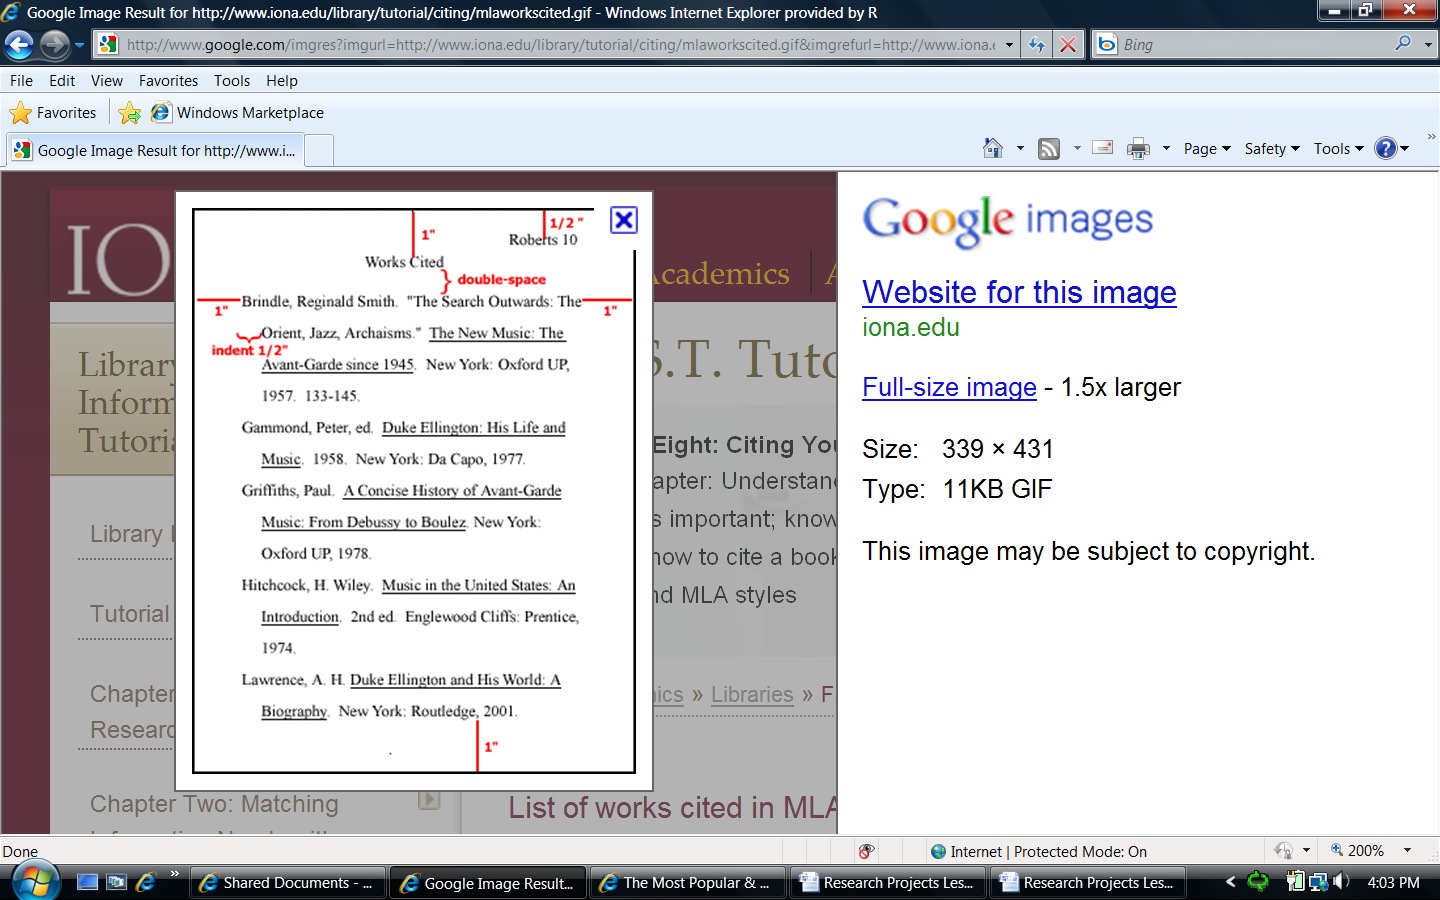 Google Image Result for http://www.iona.edu/library/tutorial/citing/mlaworkscited.gif - Windows Internet Explorer provided by R
http://www.google.com/imgres?imgurl=http://www.iona.edu/library/tutorial/citing/mlaworkscited.gif&imgrefurl=http://www.iona.e
Bing
File Edit View Favorites Tools Help
Favorites Windows Marketplace
Google Image Result for http://www.i...
Page Safety Tools
IO
Academics
Library
Inform
Tutoria
S.T. Tuto
Eight: Citing You
apter: Understan
s important; know
now to cite a book
nd MLA styles
Library
Tutorial
Chapter
Researc
Chapter Two: Matching
ics » Libraries » F
List of works cited in MLA
1"
1/2 "
Roberts 10
Works Cited
double-space
Brindle, Reginald Smith. "The Search Outwards: The
1"
1"
Orient, Jazz, Archaisms." The New Music: The
indent 1/2"
Avant-Garde since 1945. New York: Oxford UP,
1957. 133-145.
Gammond, Peter, ed. Duke Ellington: His Life and
Music. 1958. New York: Da Capo, 1977.
Griffiths, Paul. A Concise History of Avant-Garde
Music: From Debussy to Boulez. New York:
Oxford UP, 1978.
Hitchcock, H. Wiley. Music in the United States: An
Introduction. 2nd ed. Englewood Cliffs: Prentice,
1974.
Lawrence, A. H. Duke Ellington and His World: A
Biography. New York: Routledge, 2001.
1"
Google images
Website for this image
iona.edu
Full-size image - 1.5x larger
Size: 339 × 431
Type: 11KB GIF
This image may be subject to copyright.
Done
Internet | Protected Mode: On
200%
Shared Documents - ...
Google Image Result...
The Most Popular & ...
Research Projects Les...
Research Projects Les...
4:03 PM